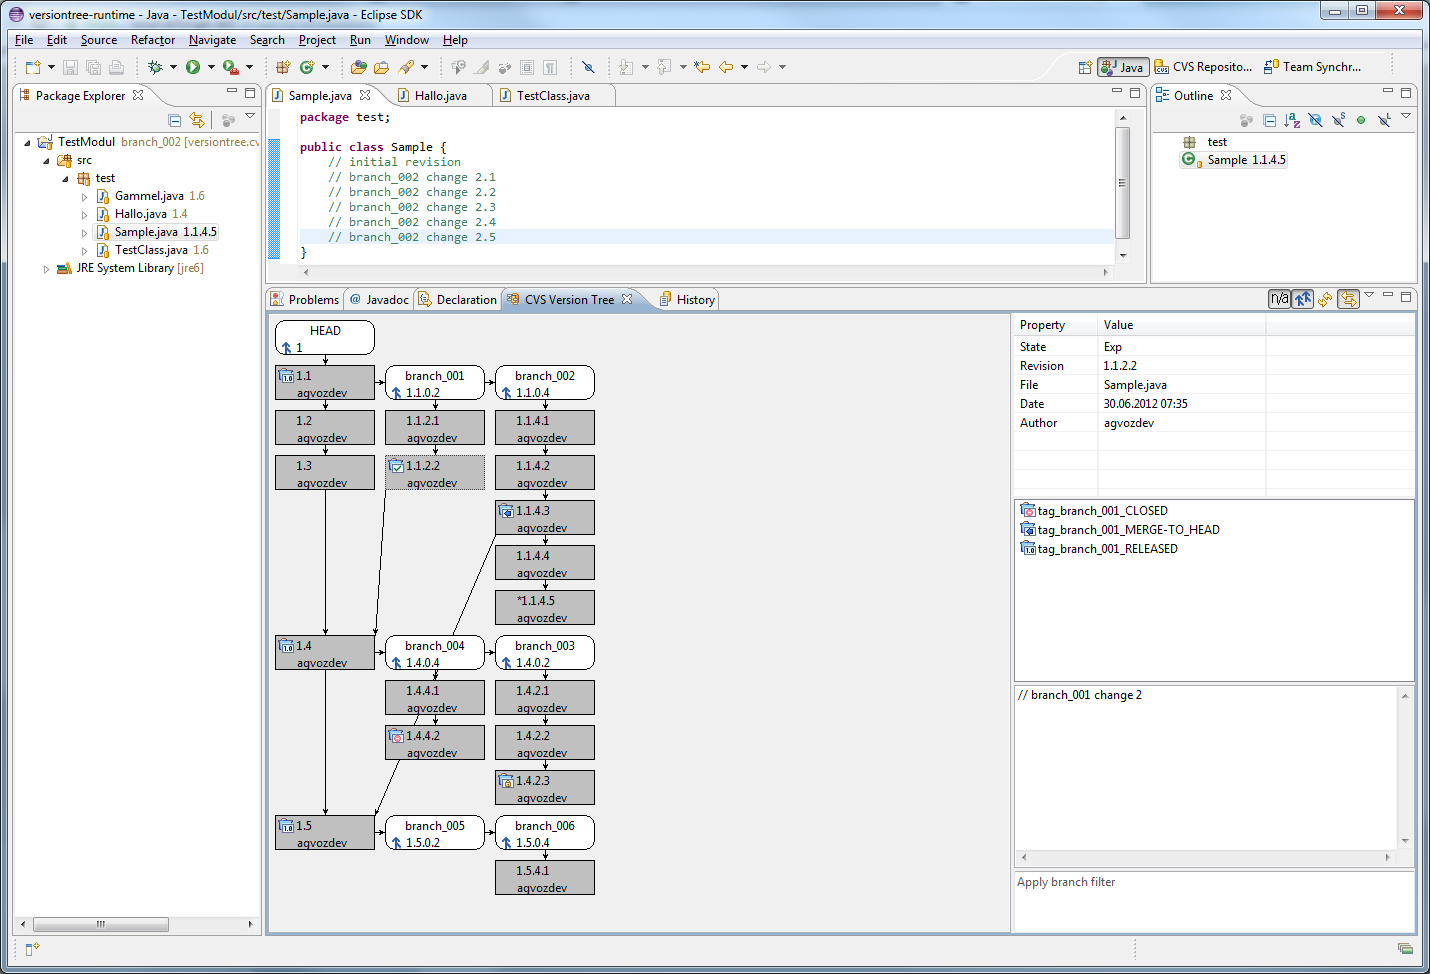 versiontree-runtime - Java - TestModul/src/test/Sample.java - Eclipse SDK
File Edit Source Refactor Navigate Search Project Run Window Help
Java CVS Reposito... Team Synchr...
Package Explorer
TestModul branch_002 [versiontree.cv
src
test
Gammel.java 1.6
Hallo.java 1.4
Sample.java 1.1.4.5
TestClass.java 1.6
JRE System Library [jre6]
Sample.java Hallo.java TestClass.java
package test;
public class Sample {
// initial revision
// branch_002 change 2.1
// branch_002 change 2.2
// branch_002 change 2.3
// branch_002 change 2.4
// branch_002 change 2.5
}
Outline
test
Sample 1.1.4.5
Problems @ Javadoc Declaration CVS Version Tree History
n/a
HEAD
1
1.1
agvozdev
branch_001
1.1.0.2
branch_002
1.1.0.4
1.2
agvozdev
1.1.2.1
agvozdev
1.1.4.1
agvozdev
1.3
agvozdev
1.1.2.2
agvozdev
1.1.4.2
agvozdev
1.1.4.3
agvozdev
1.1.4.4
agvozdev
*1.1.4.5
agvozdev
1.4
agvozdev
branch_004
1.4.0.4
branch_003
1.4.0.2
1.4.4.1
agvozdev
1.4.2.1
agvozdev
1.4.4.2
agvozdev
1.4.2.2
agvozdev
1.4.2.3
agvozdev
1.5
agvozdev
branch_005
1.5.0.2
branch_006
1.5.0.4
1.5.4.1
agvozdev
Property Value
State Exp
Revision 1.1.2.2
File Sample.java
Date 30.06.2012 07:35
Author agvozdev
tag_branch_001_CLOSED
tag_branch_001_MERGE-TO_HEAD
tag_branch_001_RELEASED
// branch_001 change 2
Apply branch filter